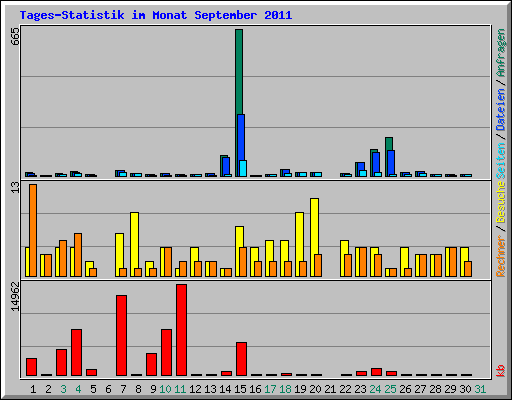 Tages-Statistik im Monat September 2011
665
13
14962
Rechner / Besuche Seiten / Dateien / Anfragen
kb
1 2 3 4 5 6 7 8 9 10 11 12 13 14 15 16 17 18 19 20 21 22 23 24 25 26 27 28 29 30 31